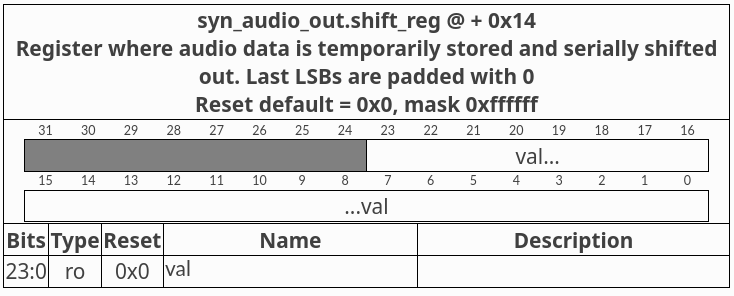 syn_audio_out.shift_reg @ + 0x14
Register where audio data is temporarily stored and serially shifted
out. Last LSBs are padded with 0
Reset default = 0x0, mask 0xffffff
31 30 29 28 27 26 25 24 23 22 21 20 19 18 17 16
val...
15 14 13 12 11 10 9 8 7 6 5 4 3 2 1 0
...val
Bits Type Reset Name Description
23:0 ro 0x0 val